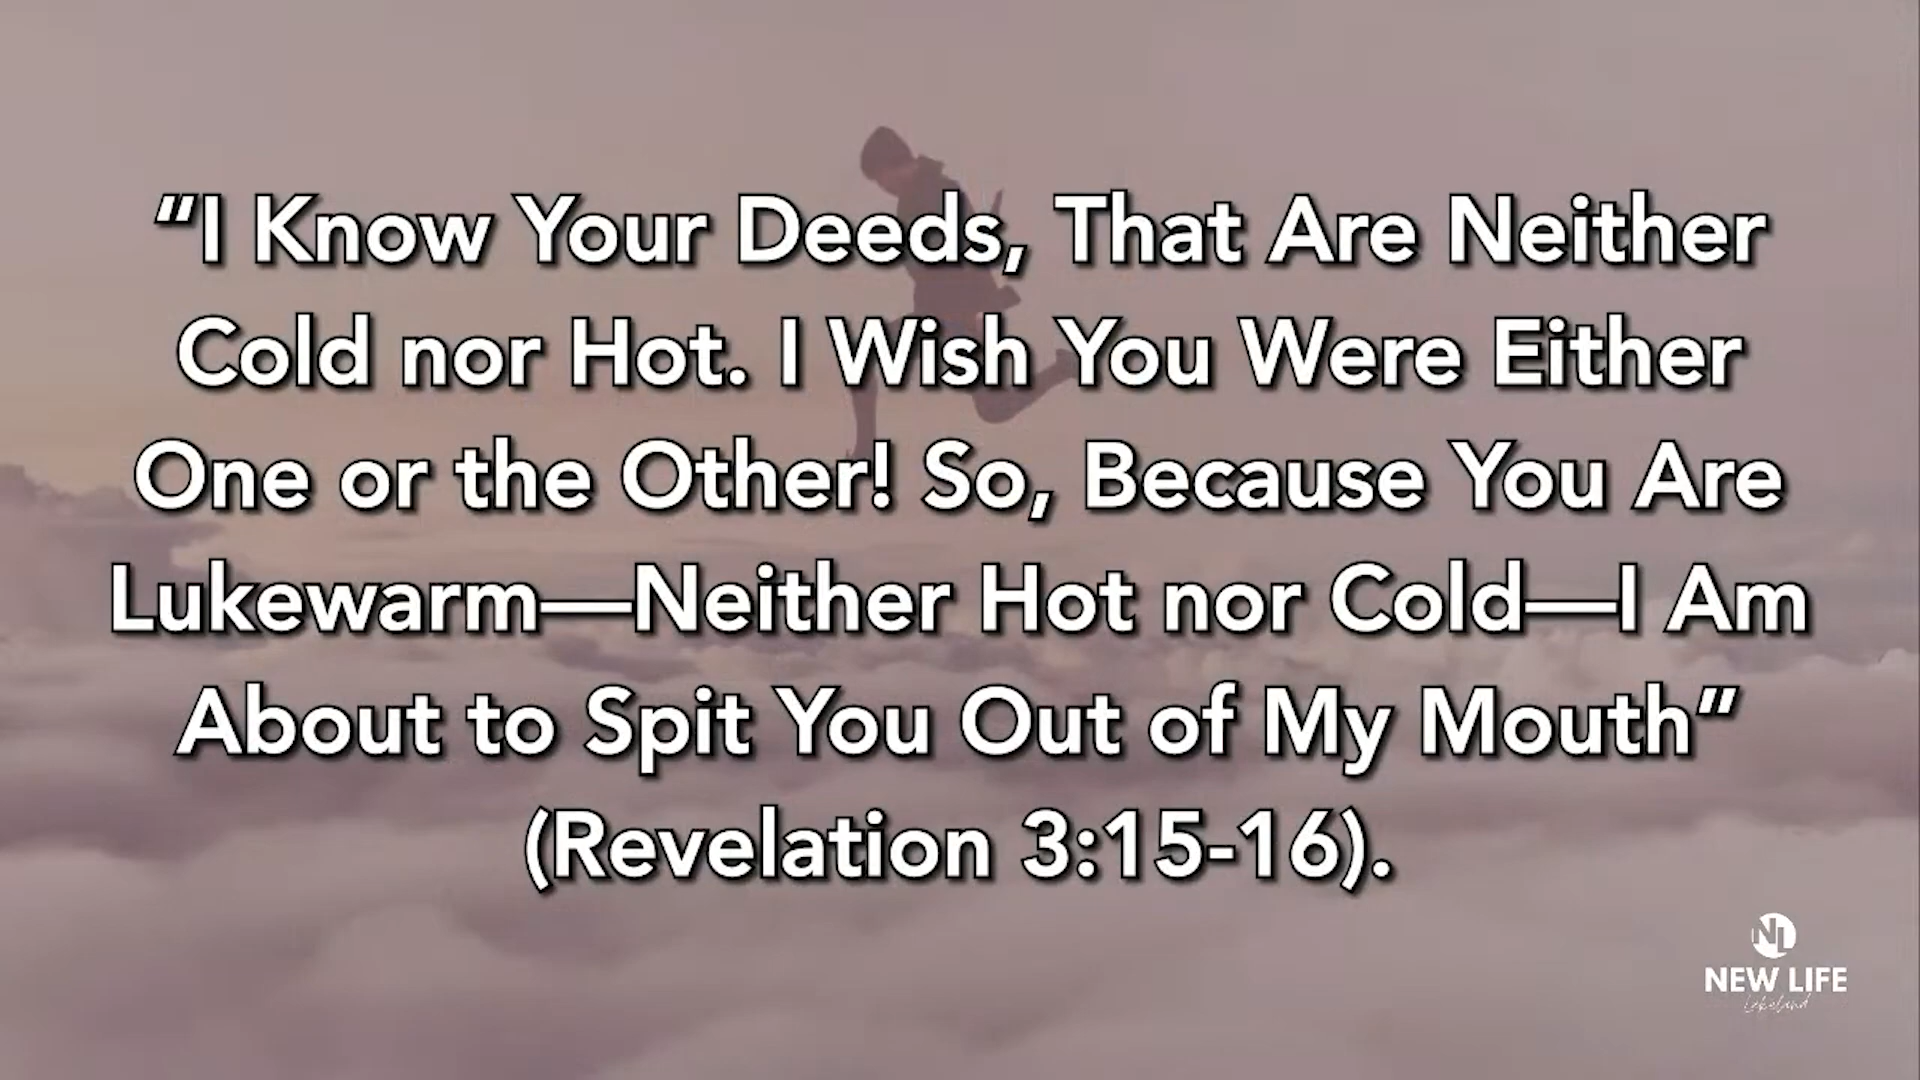 “I Know Your Deeds, That Are Neither
Cold nor Hot. I Wish You Were Either
One or the Other! So, Because You Are
Lukewarm—Neither Hot nor Cold—I Am
About to Spit You Out of My Mouth”
(Revelation 3:15-16).
NL
NEW LIFE
Lakeland